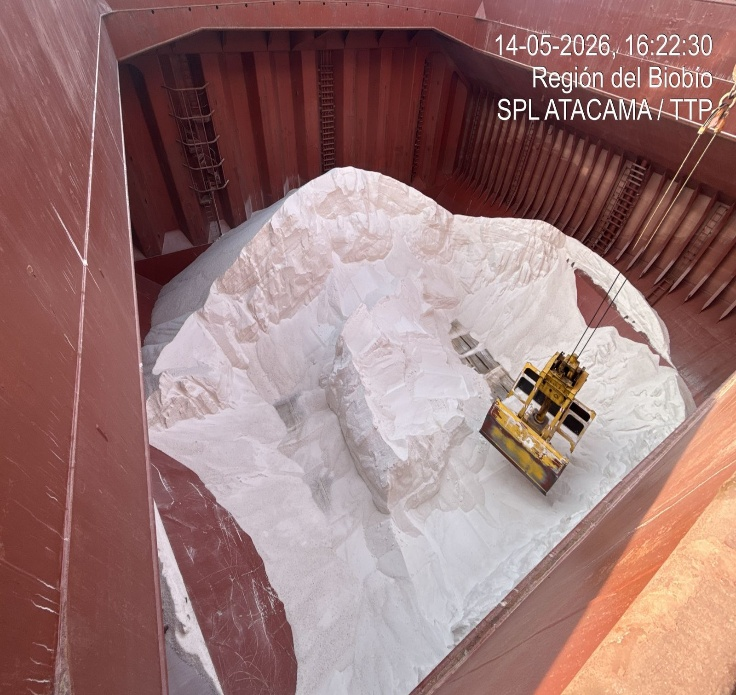 14-05-2026, 16:22:30
Región del Biobío
SPL ATACAMA / TTP